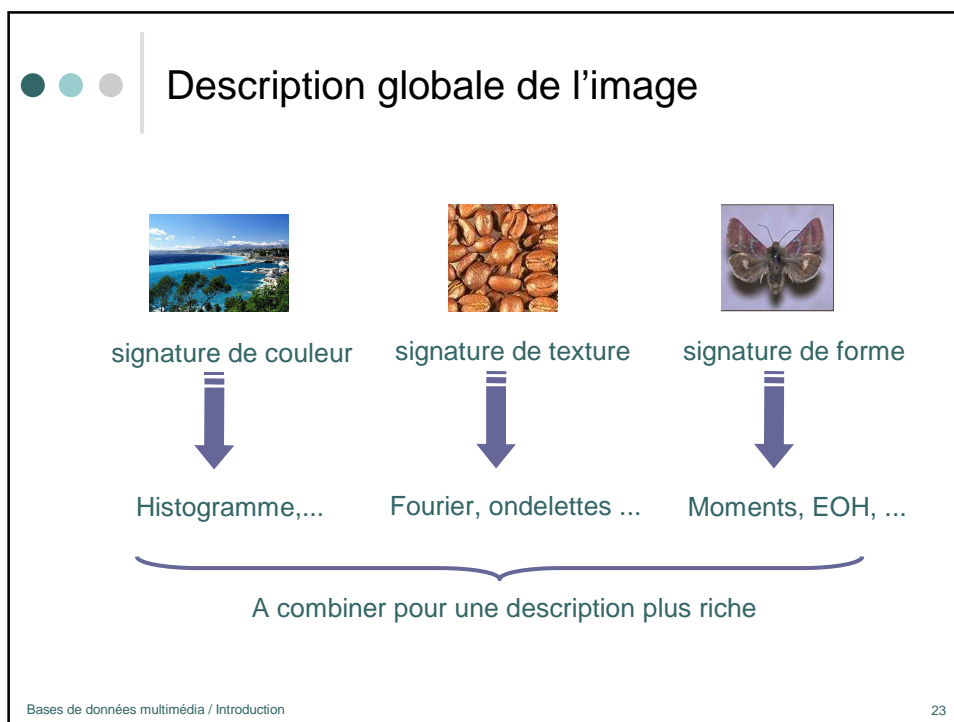 Description globale de l'image
signature de couleur
signature de texture
signature de forme
Histogramme,...
Fourier, ondelettes ...
Moments, EOH, ...
A combiner pour une description plus riche
Bases de données multimédia / Introduction
23